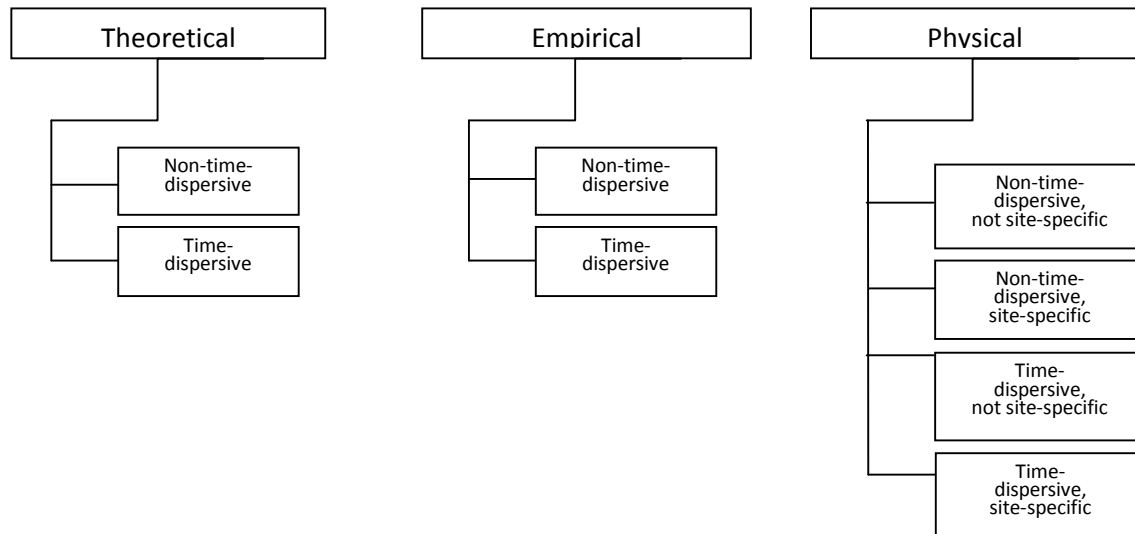 Theoretical
Non-time-
dispersive
Time-
dispersive
Empirical
Non-time-
dispersive
Time-
dispersive
Physical
Non-time-
dispersive,
not site-specific
Non-time-
dispersive,
site-specific
Time-
dispersive,
not site-specific
Time-
dispersive,
site-specific